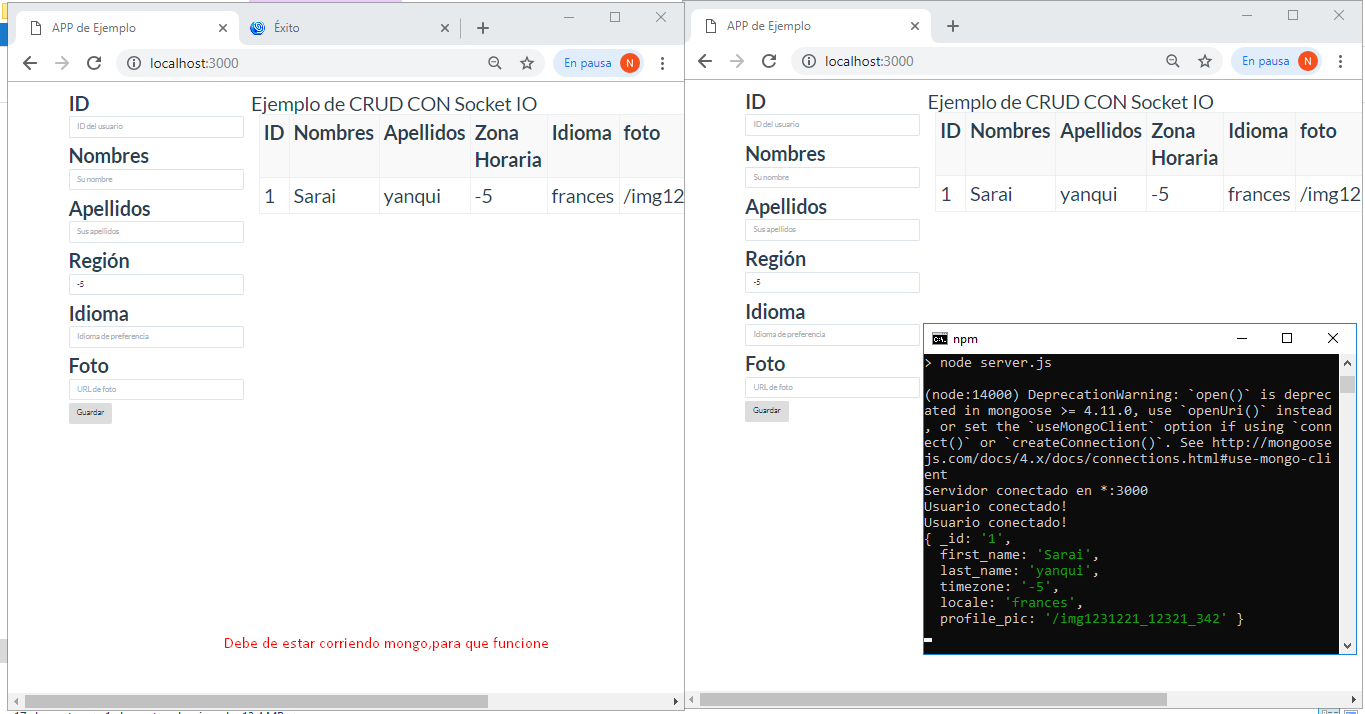 APP de Ejemplo
Éxito
localhost:3000
En pausa
N
ID
ID del usuario
Nombres
Su nombre
Apellidos
Sus apellidos
Región
-5
Idioma
Idioma de preferencia
Foto
URL de foto
Guardar
Ejemplo de CRUD CON Socket IO
ID Nombres Apellidos Zona Horaria Idioma foto
1 Sarai yanqui -5 frances /img12
Debe de estar corriendo mongo,para que funcione
APP de Ejemplo
localhost:3000
En pausa
N
ID
ID del usuario
Nombres
Su nombre
Apellidos
Sus apellidos
Región
-5
Idioma
Idioma de preferencia
Foto
URL de foto
Guardar
Ejemplo de CRUD CON Socket IO
ID Nombres Apellidos Zona Horaria Idioma foto
1 Sarai yanqui -5 frances /img12
npm
> node server.js
(node:14000) DeprecationWarning: `open()` is deprec
ated in mongoose >= 4.11.0, use `openUri()` instead
, or set the `useMongoClient` option if using `conn
ect()` or `createConnection()`. See http://mongoose
js.com/docs/4.x/docs/connections.html#use-mongo-cli
ent
Servidor conectado en *:3000
Usuario conectado!
Usuario conectado!
{ _id: '1',
first_name: 'Sarai',
last_name: 'yanqui',
timezone: '-5',
locale: 'frances',
profile_pic: '/img1231221_12321_342' }